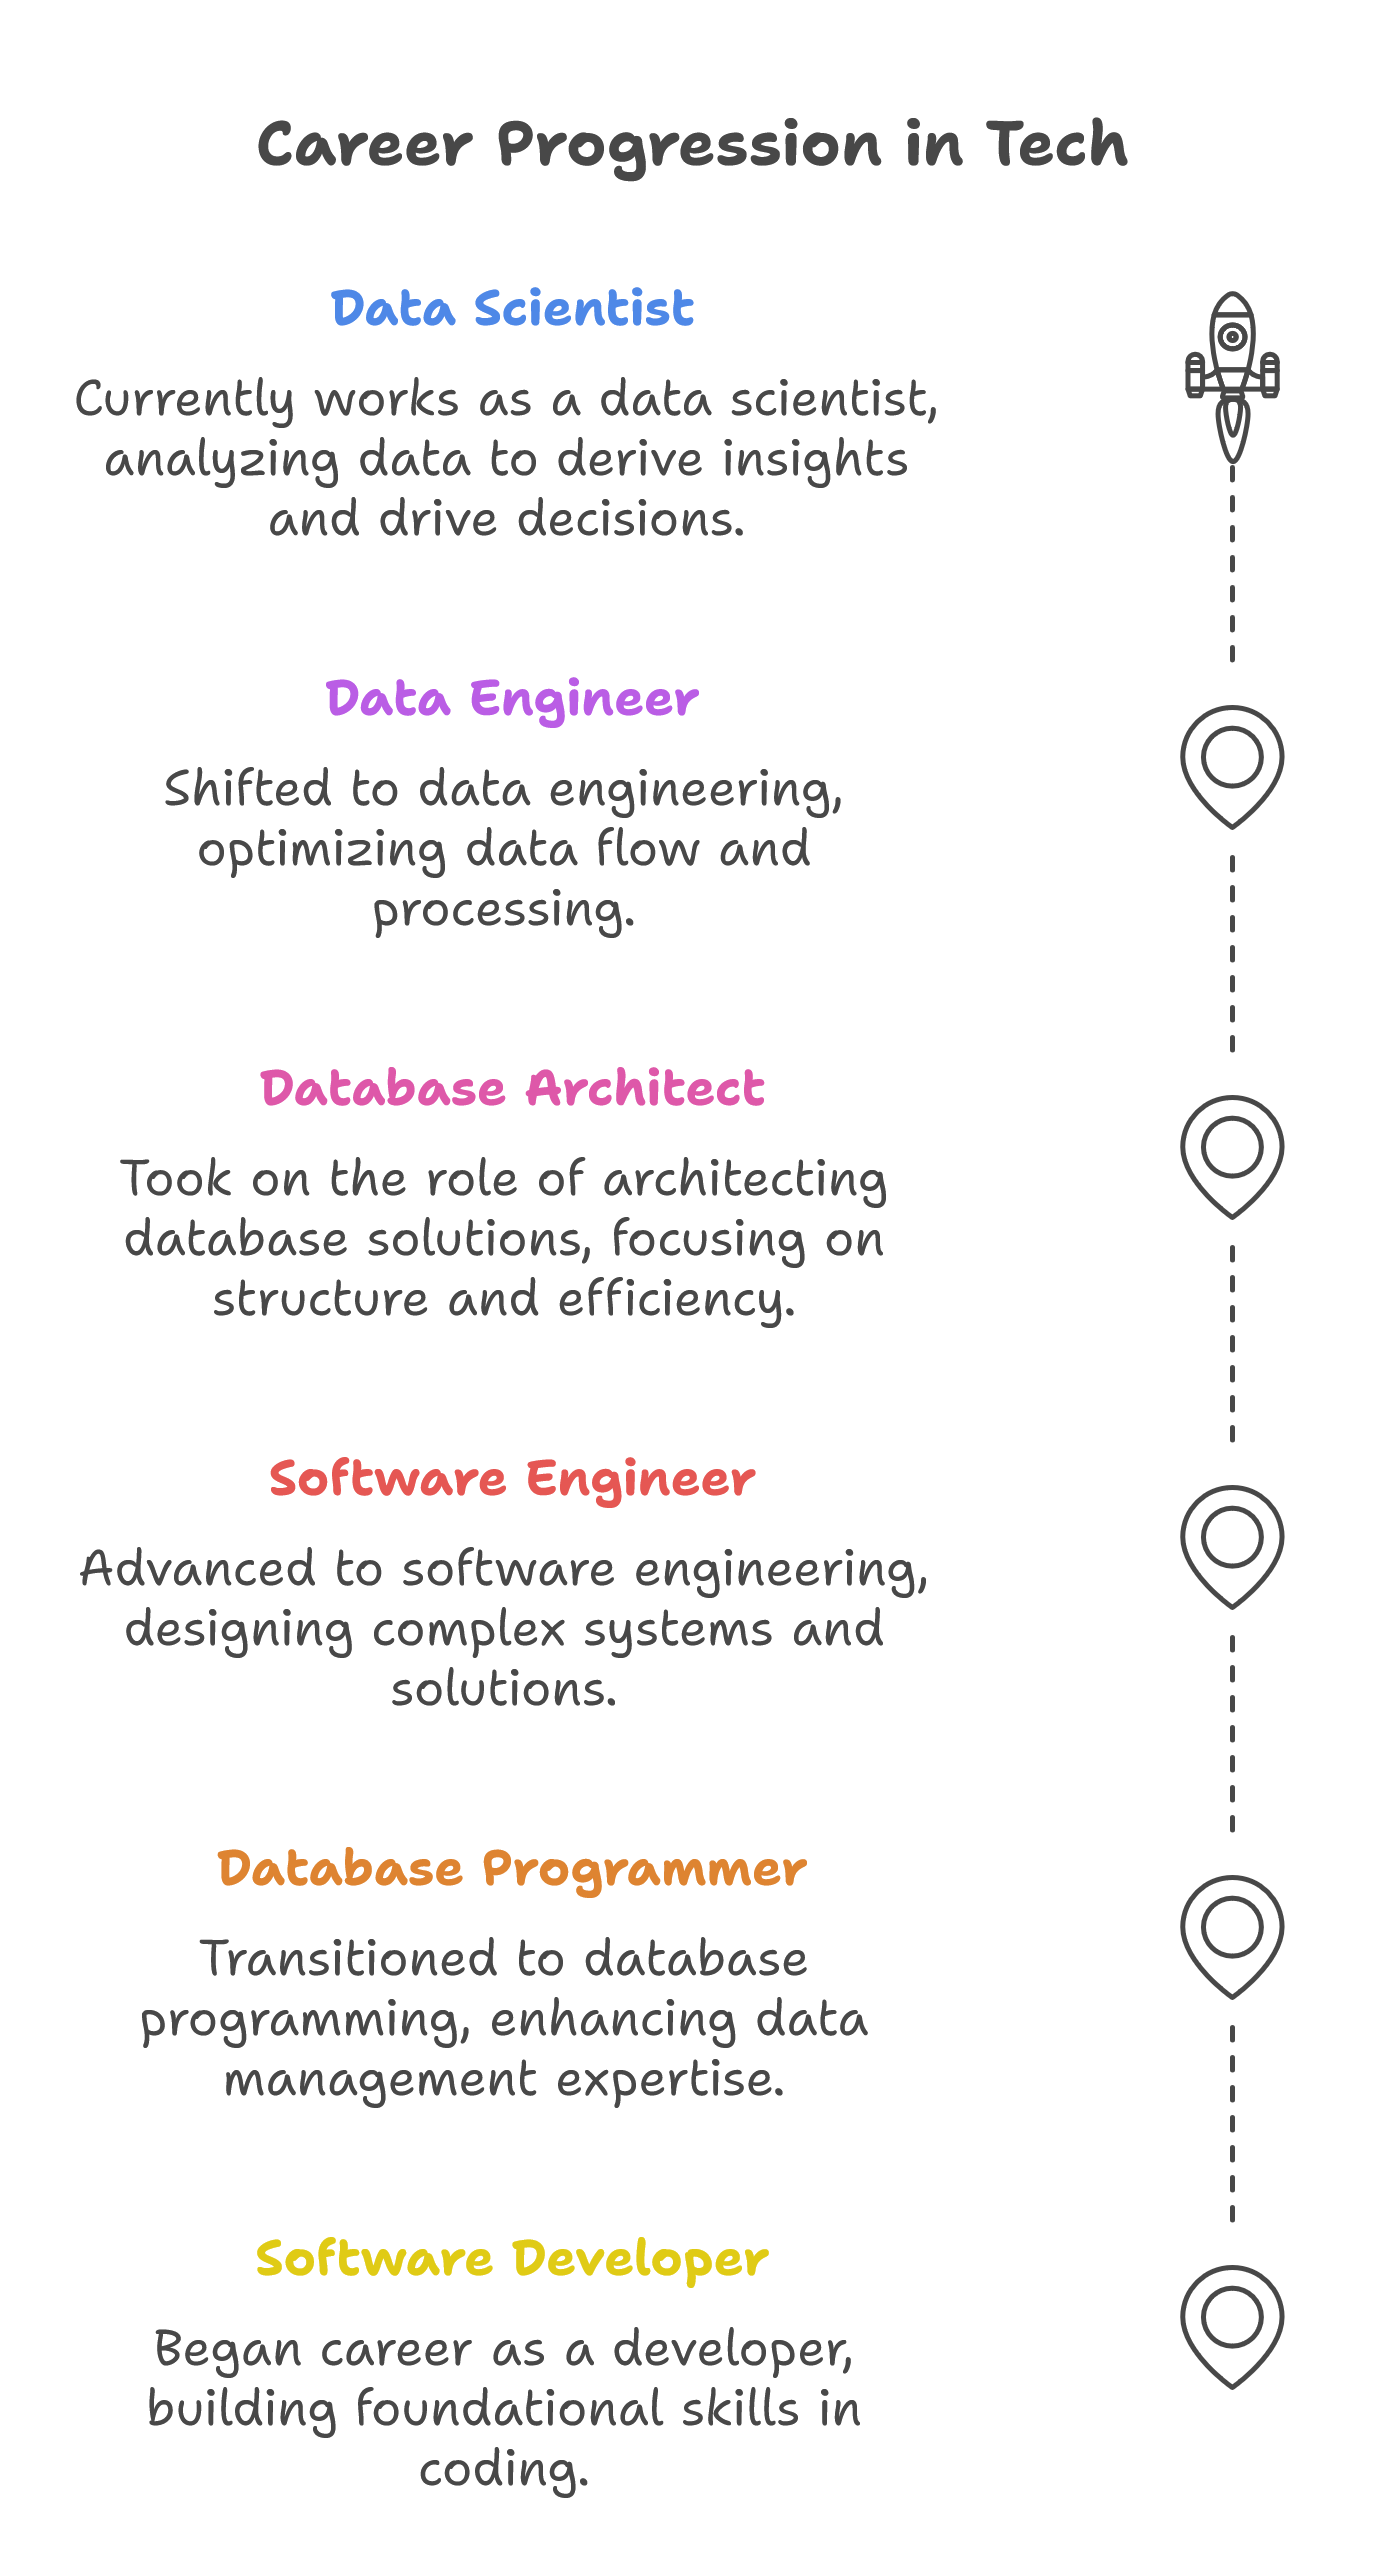 Career Progression in Tech
Data Scientist
Currently works as a data scientist,
analyzing data to derive insights
and drive decisions.
Data Engineer
Shifted to data engineering,
optimizing data flow and
processing.
Database Architect
Took on the role of architecting
database solutions, focusing on
structure and efficiency.
Software Engineer
Advanced to software engineering,
designing complex systems and
solutions.
Database Programmer
Transitioned to database
programming, enhancing data
management expertise.
Software Developer
Began career as a developer,
building foundational skills in
coding.